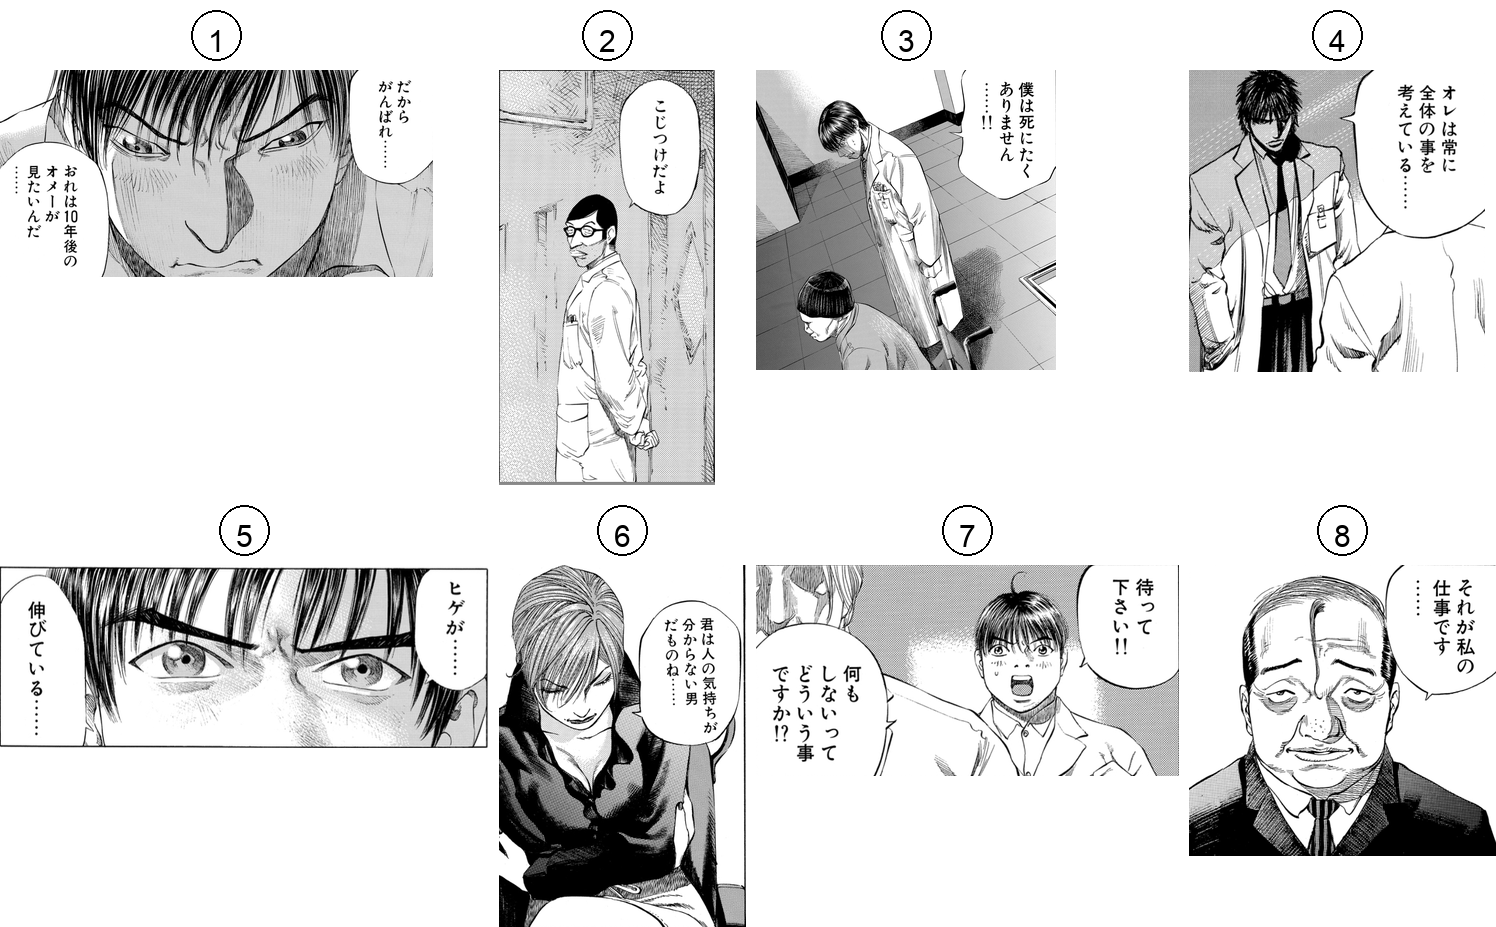 1
だから
がんばれ……
おれは10年後の
オメーが
見たいんだ
……
2
こじつけだよ
3
僕は死にたく
ありません
……!!
4
オレは常に
全体の事を
考えている……
5
ヒゲが……
伸びている……
6
君は人の気持ちが
分からない男
だものね……
7
待って
下さい!!
何も
しないって
どういう事
ですか!?
8
それが私の
仕事です
……